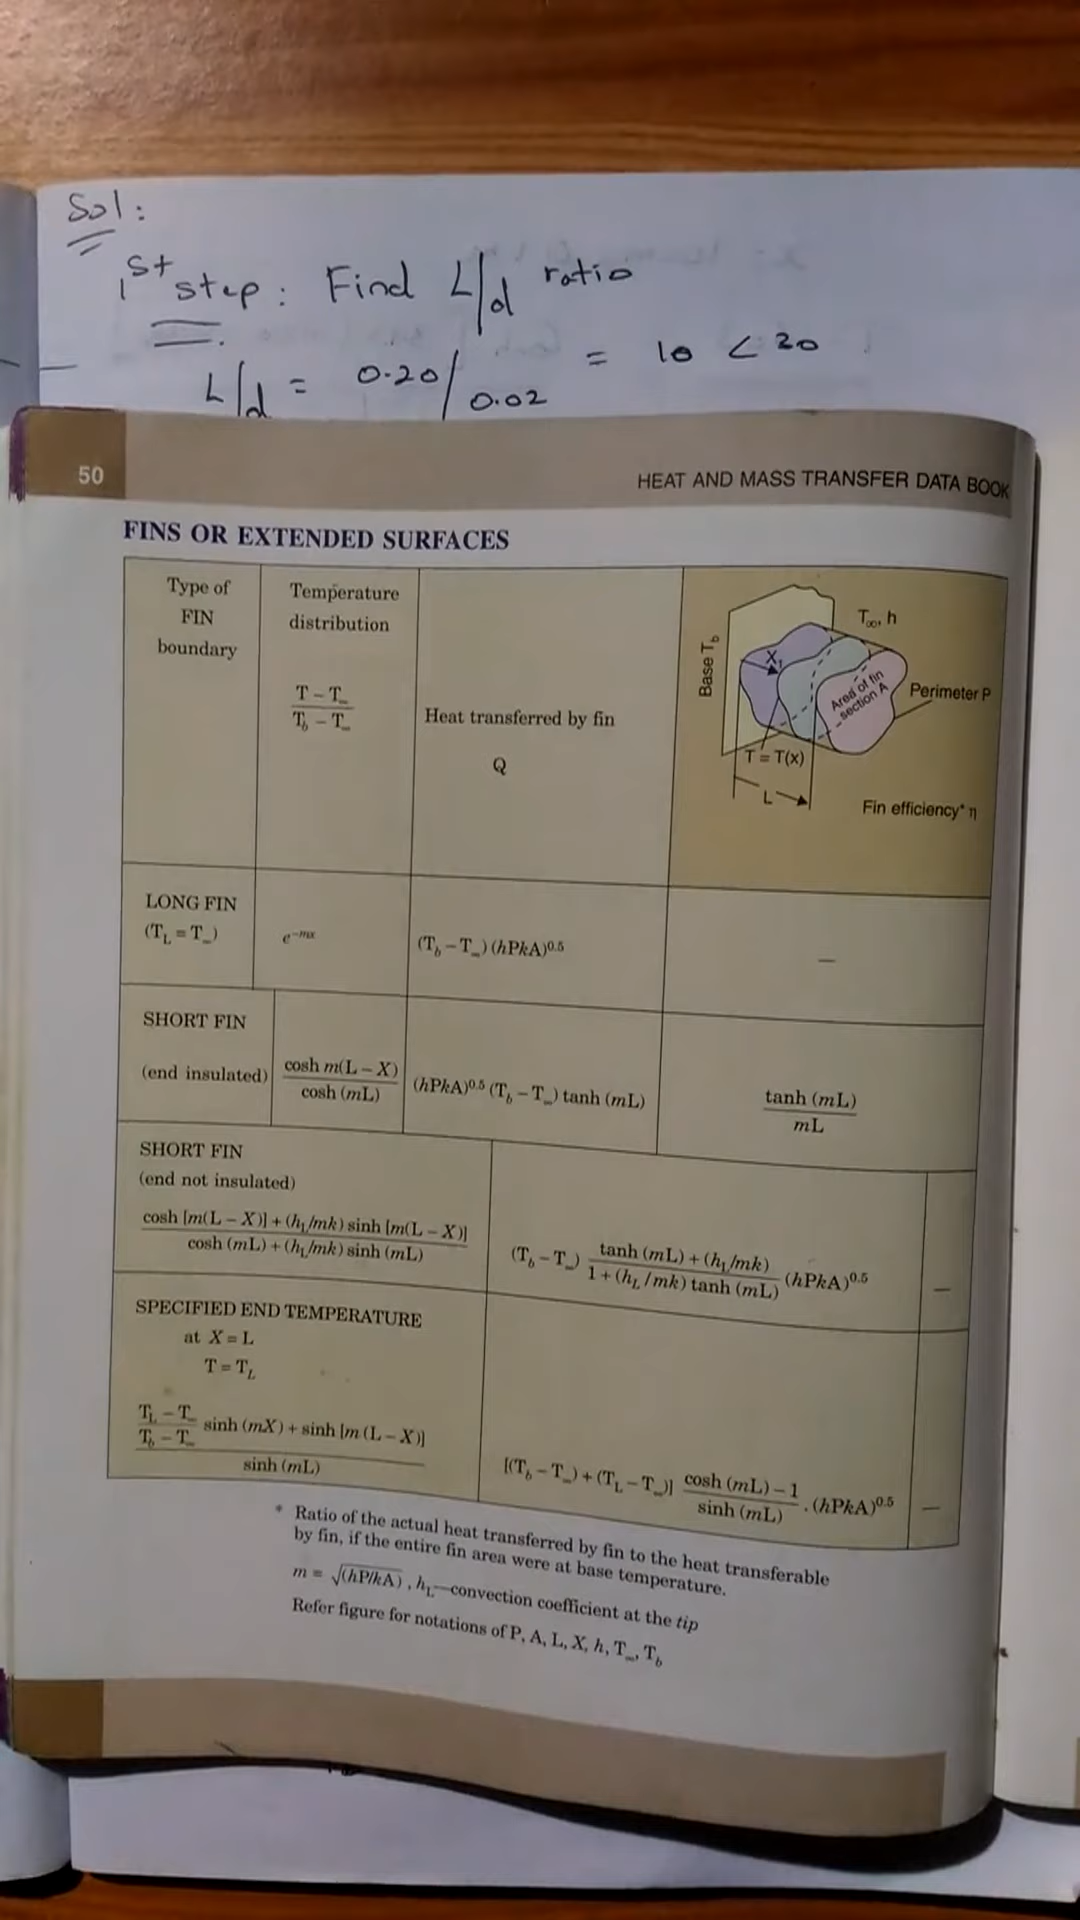 Sol:
1st step: Find L/d ratio
L/d = 0.20/0.02 = 10 < 20
50
HEAT AND MASS TRANSFER DATA BOOK
FINS OR EXTENDED SURFACES
Type of
FIN
boundary
Temperature
distribution
T – T∞
Tb – T∞
Heat transferred by fin
Q
Base Tb
T∞, h
X
Area of fin
section A
Perimeter P
T = T(x)
L
Fin efficiency* η
LONG FIN
(TL = T∞)
e–mx
(Tb – T∞) (hPkA)0.5
—
SHORT FIN
(end insulated)
cosh m(L – X)
cosh (mL)
(hPkA)0.5 (Tb – T∞) tanh (mL)
tanh (mL)
mL
SHORT FIN
(end not insulated)
cosh [m(L – X)] + (hL/mk) sinh [m(L – X)]
cosh (mL) + (hL/mk) sinh (mL)
(Tb – T∞) tanh (mL) + (hL/mk)
1 + (hL/mk) tanh (mL) (hPkA)0.5
—
SPECIFIED END TEMPERATURE
at X = L
T = TL
TL – T∞
Tb – T∞ sinh (mX) + sinh [m (L – X)]
sinh (mL)
[(Tb – T∞) + (TL – T∞)] cosh (mL) – 1
sinh (mL) . (hPkA)0.5
—
* Ratio of the actual heat transferred by fin to the heat transferable
by fin, if the entire fin area were at base temperature.
m = √(hP/kA) , hL—convection coefficient at the tip
Refer figure for notations of P, A, L, X, h, T∞, Tb